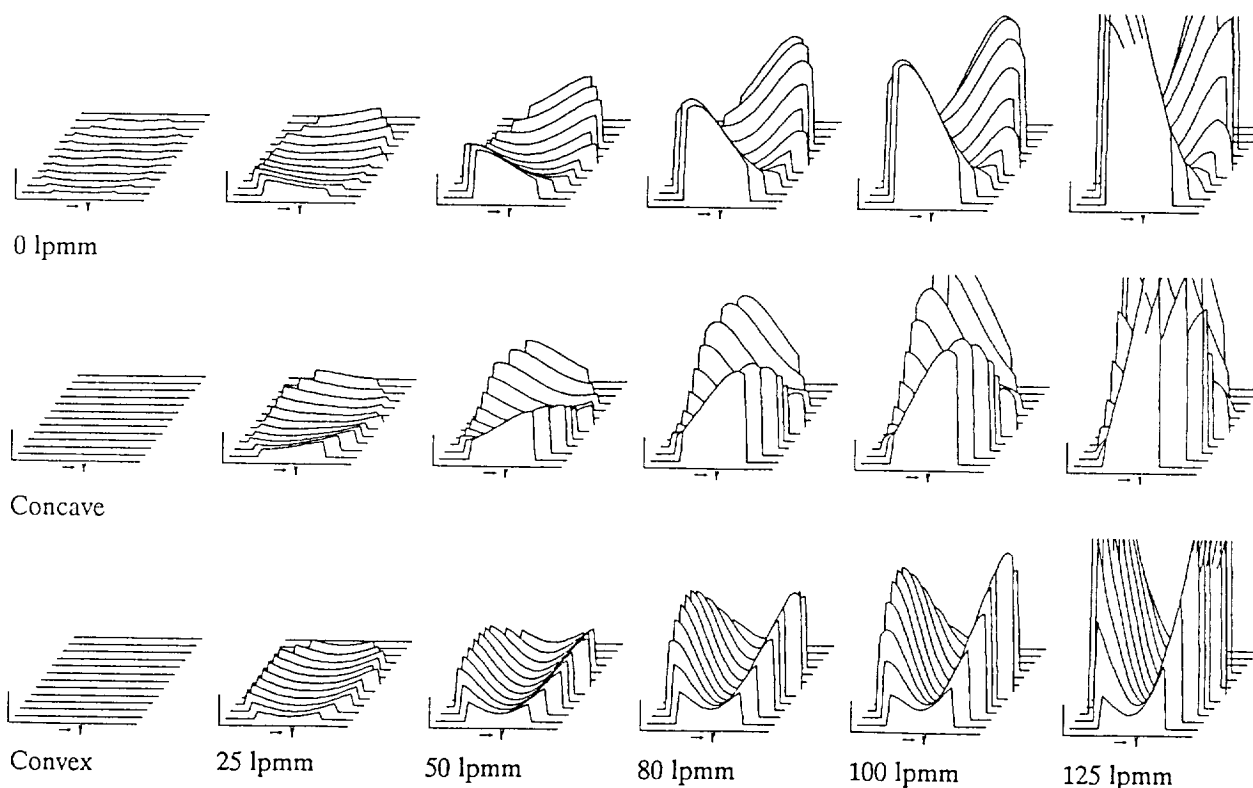 → Y → Y → Y → Y → Y → Y
0 lpmm
→ Y → Y → Y → Y → Y → Y
Concave
→ Y → Y → Y → Y → Y → Y
Convex 25 lpmm 50 lpmm 80 lpmm 100 lpmm 125 lpmm